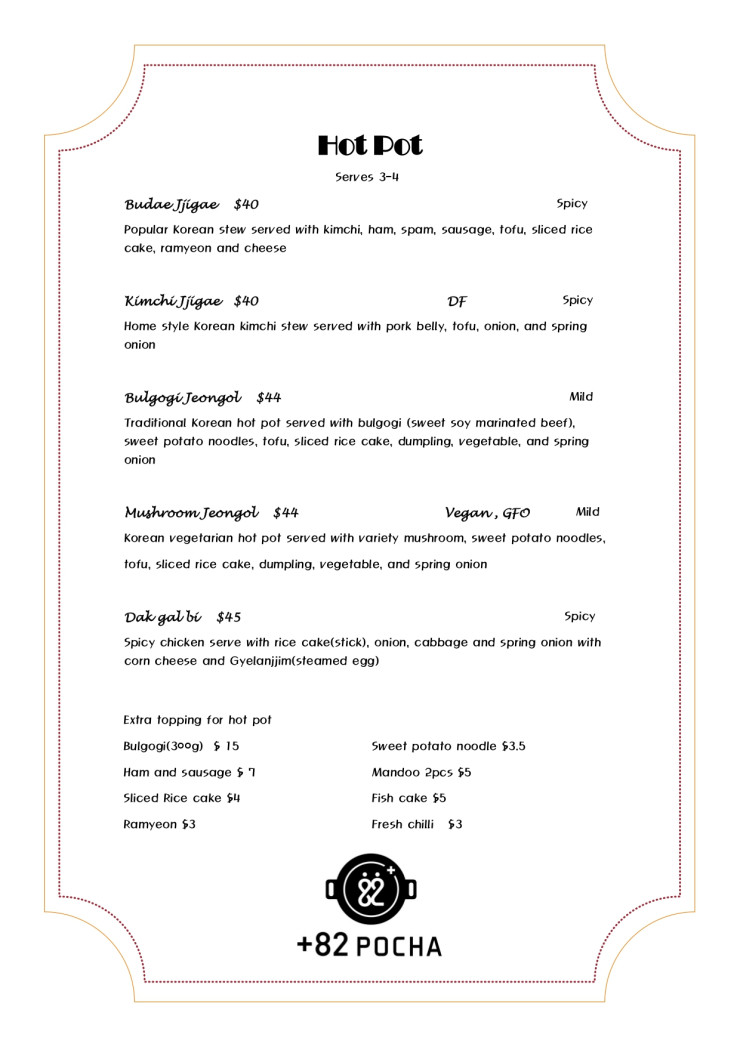 Hot Pot
Serves 3-4
Budae Jjigae $40 Spicy
Popular Korean stew served with kimchi, ham, spam, sausage, tofu, sliced rice
cake, ramyeon and cheese
Kimchi Jjigae $40 DF Spicy
Home style Korean kimchi stew served with pork belly, tofu, onion, and spring
onion
Bulgogi Jeongol $44 Mild
Traditional Korean hot pot served with bulgogi (sweet soy marinated beef),
sweet potato noodles, tofu, sliced rice cake, dumpling, vegetable, and spring
onion
Mushroom Jeongol $44 Vegan, GFO Mild
Korean vegetarian hot pot served with variety mushroom, sweet potato noodles,
tofu, sliced rice cake, dumpling, vegetable, and spring onion
Dak gal bi $45 Spicy
Spicy chicken serve with rice cake(stick), onion, cabbage and spring onion with
corn cheese and Gyelanjjim(steamed egg)
Extra topping for hot pot
Bulgogi(300g) $ 15 Sweet potato noodle $3.5
Ham and sausage $ 7 Mandoo 2pcs $5
Sliced Rice cake $4 Fish cake $5
Ramyeon $3 Fresh chilli $3
+82
+82 POCHA